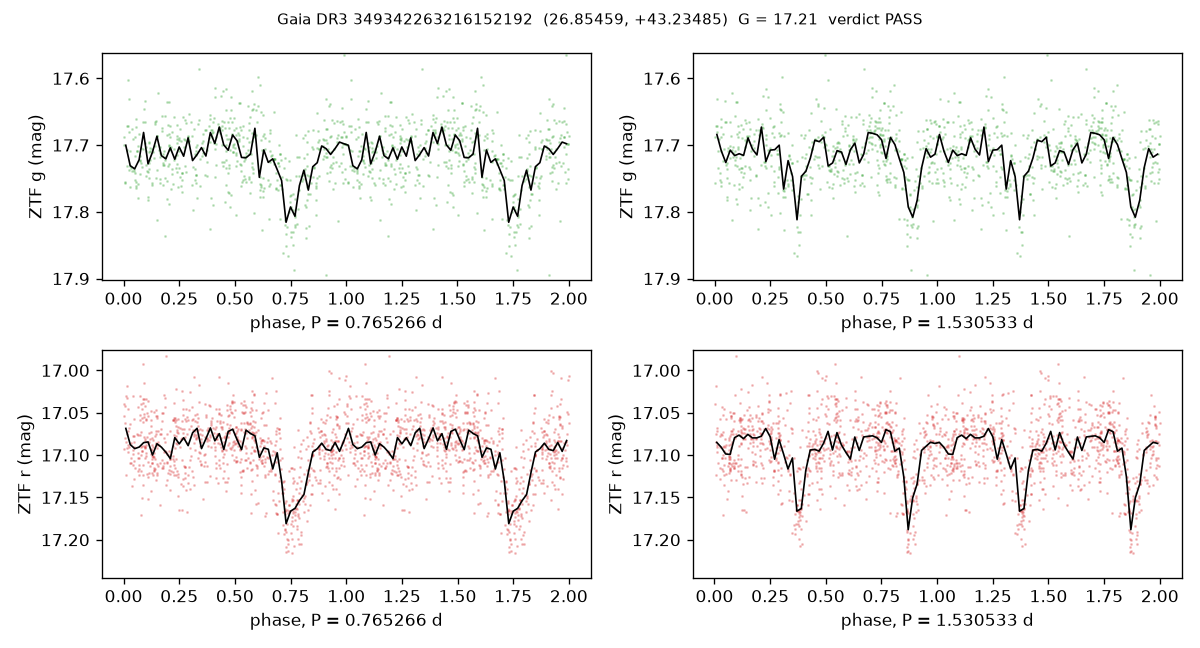 Gaia DR3 349342263216152192  (26.85459, +43.23485)  G = 17.21  verdict PASS
ZTF g (mag)
17.6
17.7
17.8
17.9
0.00 0.25 0.50 0.75 1.00 1.25 1.50 1.75 2.00
phase, P = 0.765266 d
ZTF g (mag)
17.6
17.7
17.8
17.9
0.00 0.25 0.50 0.75 1.00 1.25 1.50 1.75 2.00
phase, P = 1.530533 d
ZTF r (mag)
17.00
17.05
17.10
17.15
17.20
0.00 0.25 0.50 0.75 1.00 1.25 1.50 1.75 2.00
phase, P = 0.765266 d
ZTF r (mag)
17.00
17.05
17.10
17.15
17.20
0.00 0.25 0.50 0.75 1.00 1.25 1.50 1.75 2.00
phase, P = 1.530533 d